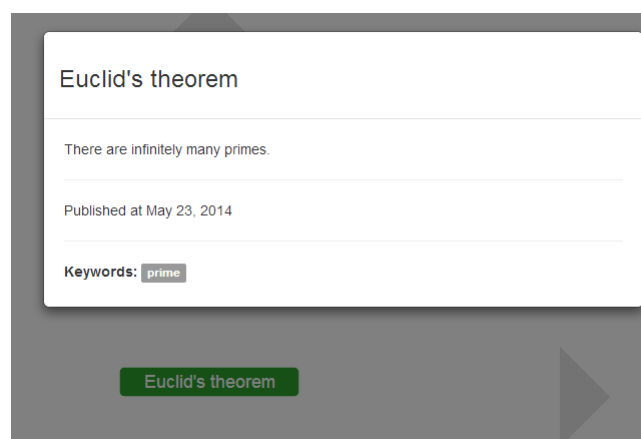 Euclid's theorem
There are infinitely many primes.
Published at May 23, 2014
Keywords: prime
Euclid's theorem